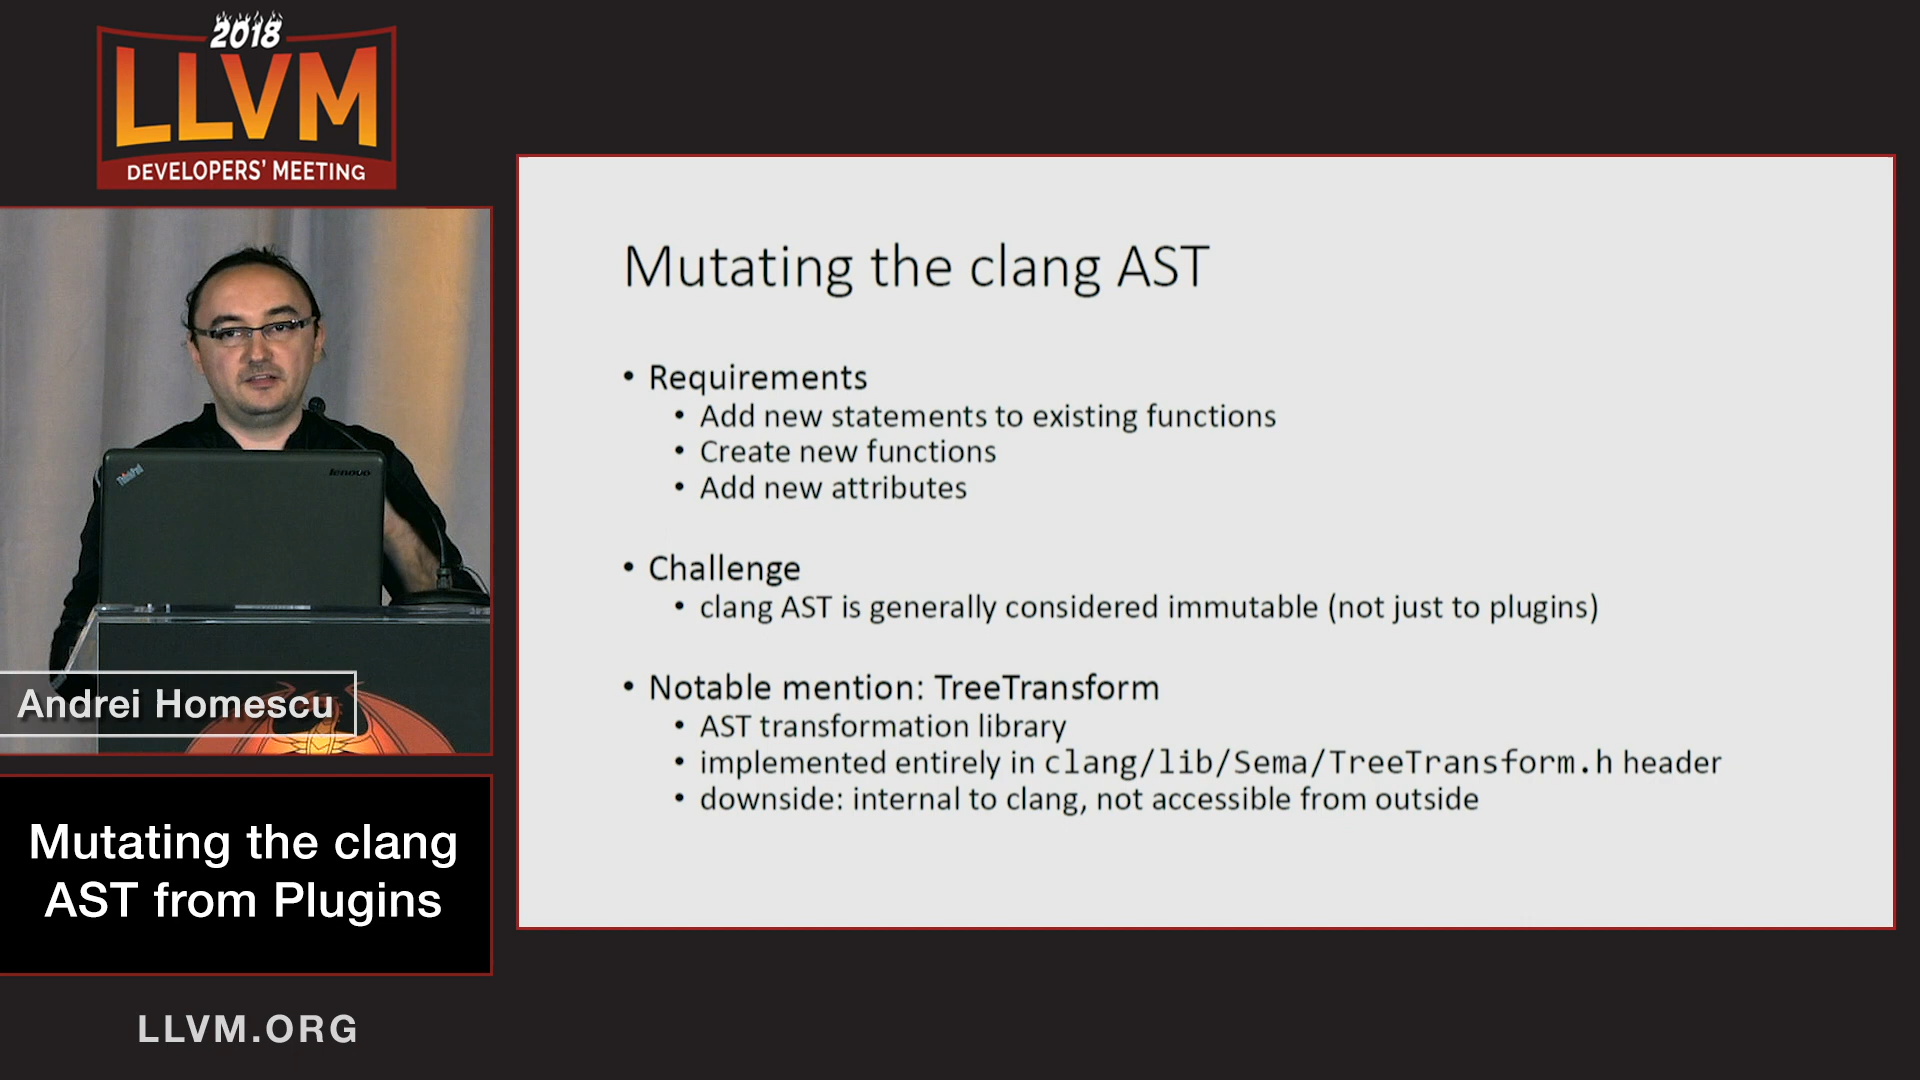 2018
LLVM
DEVELOPERS' MEETING
ThinkPad
lenovo
Andrei Homescu
Mutating the clang
AST from Plugins
LLVM.ORG
Mutating the clang AST
• Requirements
• Add new statements to existing functions
• Create new functions
• Add new attributes
• Challenge
• clang AST is generally considered immutable (not just to plugins)
• Notable mention: TreeTransform
• AST transformation library
• implemented entirely in clang/lib/Sema/TreeTransform.h header
• downside: internal to clang, not accessible from outside